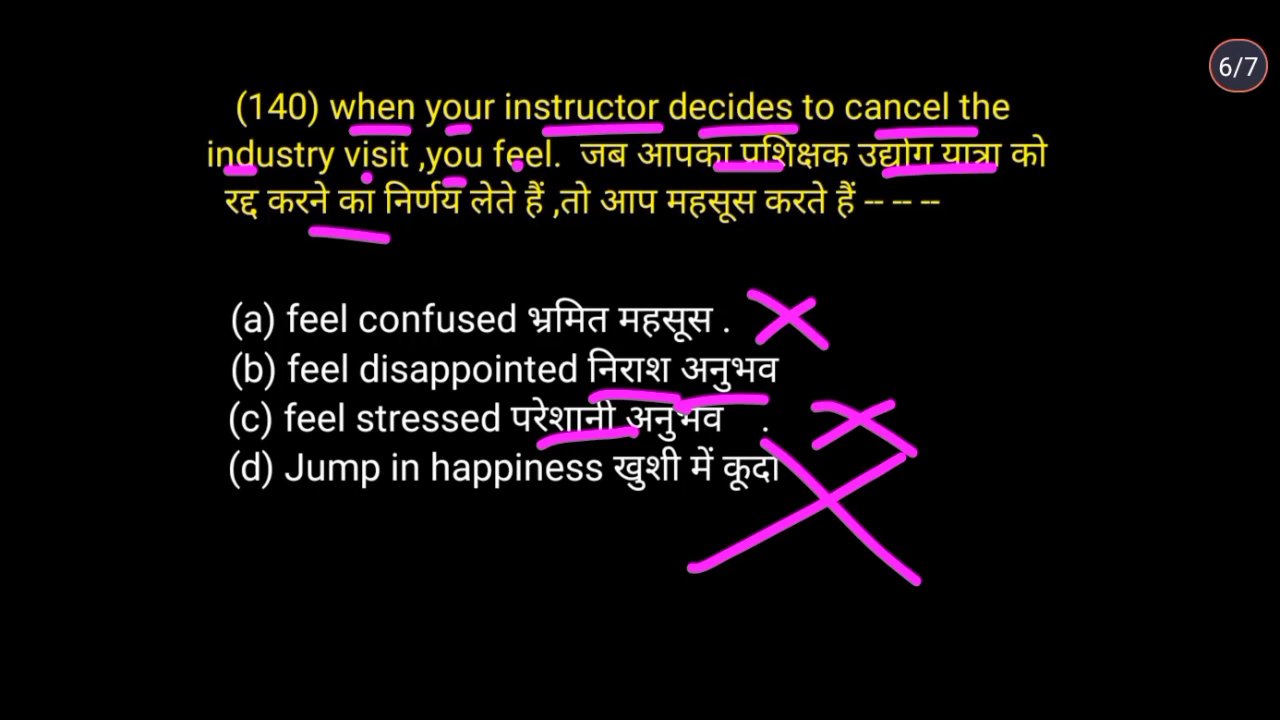 6/7
(140) when your instructor decides to cancel the
industry visit ,you feel. जब आपका प्रशिक्षक उद्योग यात्रा को
रद्द करने का निर्णय लेते हैं ,तो आप महसूस करते हैं -- -- --
(a) feel confused भ्रमित महसूस .
(b) feel disappointed निराश अनुभव
(c) feel stressed परेशानी अनुभव .
(d) Jump in happiness खुशी में कूदो